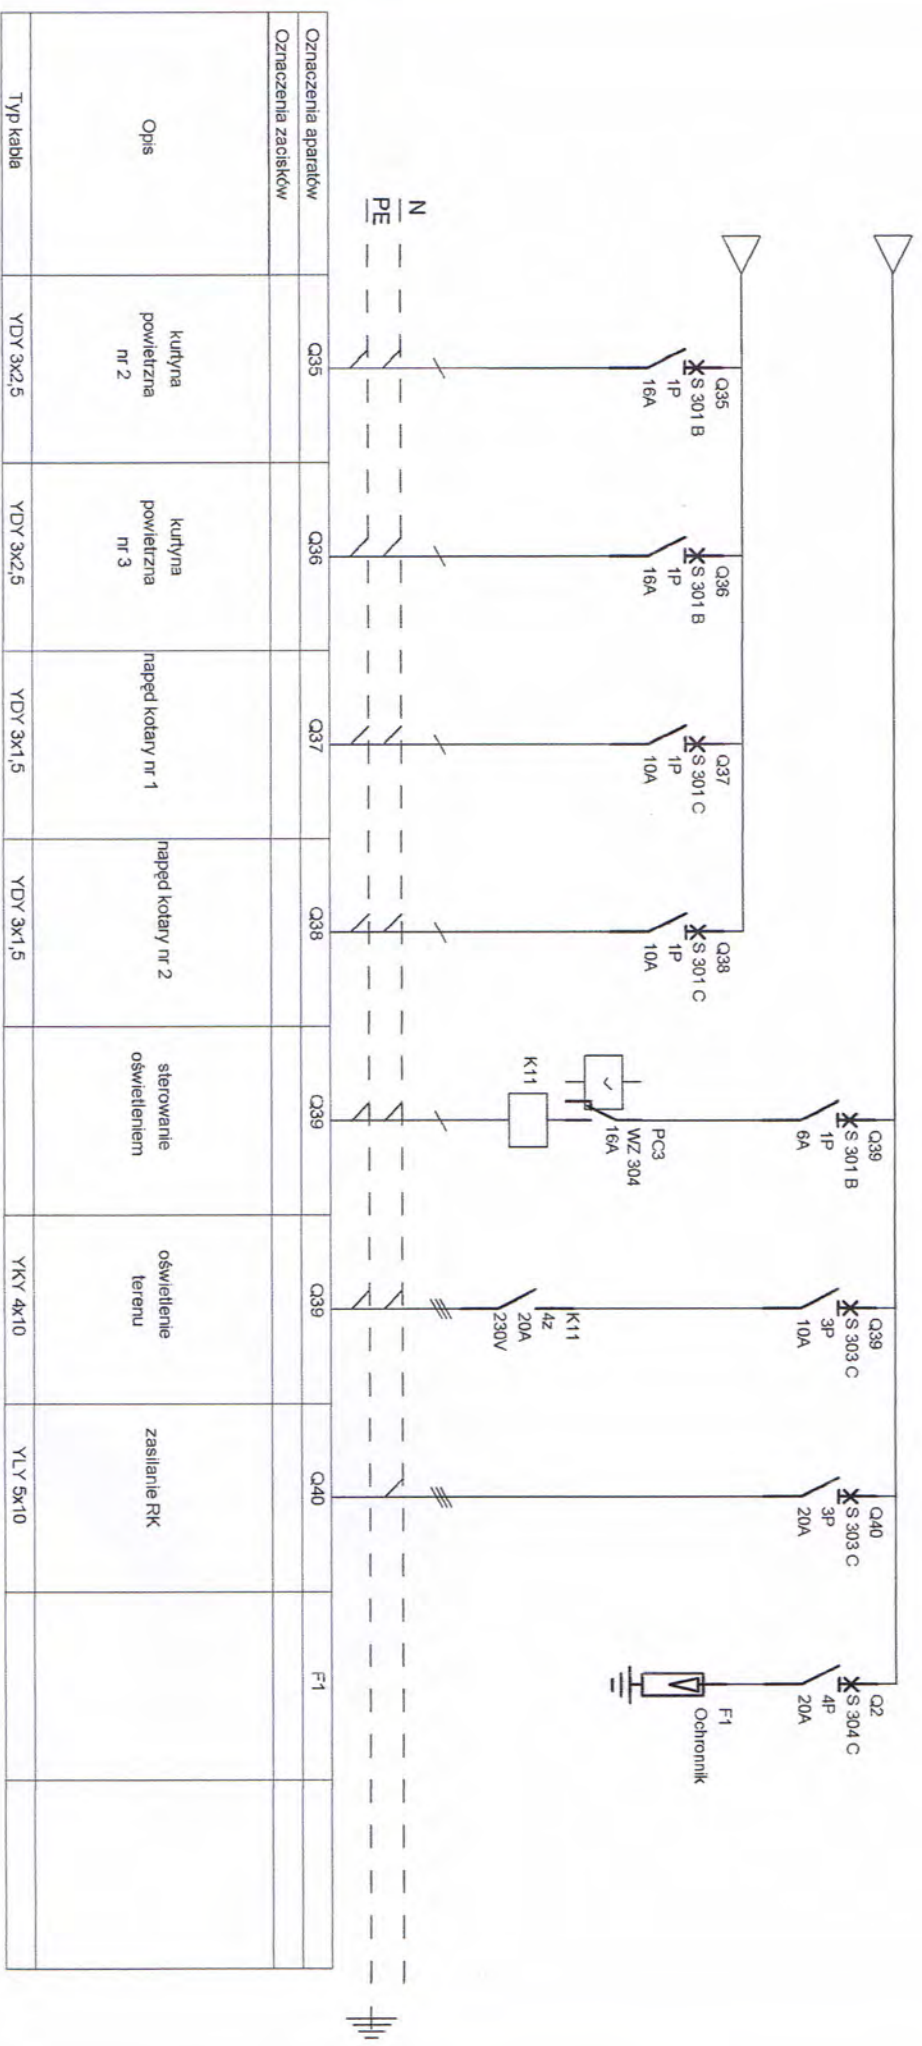 Q35
S 301 B
1P
16A
Q36
S 301 B
1P
16A
Q37
S 301 C
1P
10A
Q38
S 301 C
1P
10A
Q39
S 301 B
1P
6A
PC3
WZ 304
16A
K11
Q39
S 303 C
3P
10A
K11
4z
20A
230V
Q40
S 303 C
3P
20A
Q2
S 304 C
4P
20A
F1
Ochronnik
N
PE
Oznaczenia aparatów
Q35
Q36
Q37
Q38
Q39
Q39
Q40
F1
Oznaczenia zacisków
Opis
kurtyna
powietrzna
nr 2
kurtyna
powietrzna
nr 3
napęd kotary nr 1
napęd kotary nr 2
sterowanie
oświetleniem
oświetlenie
terenu
zasilanie RK
Typ kabla
YDY 3x2,5
YDY 3x2,5
YDY 3x1,5
YDY 3x1,5
YKY 4x10
YLY 5x10